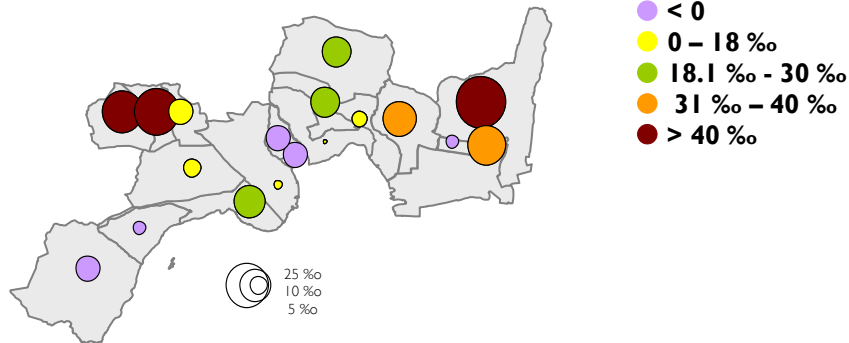 < 0
0 – 18 ‰
18.1 ‰ - 30 ‰
31 ‰ – 40 ‰
> 40 ‰
25 ‰
10 ‰
5 ‰